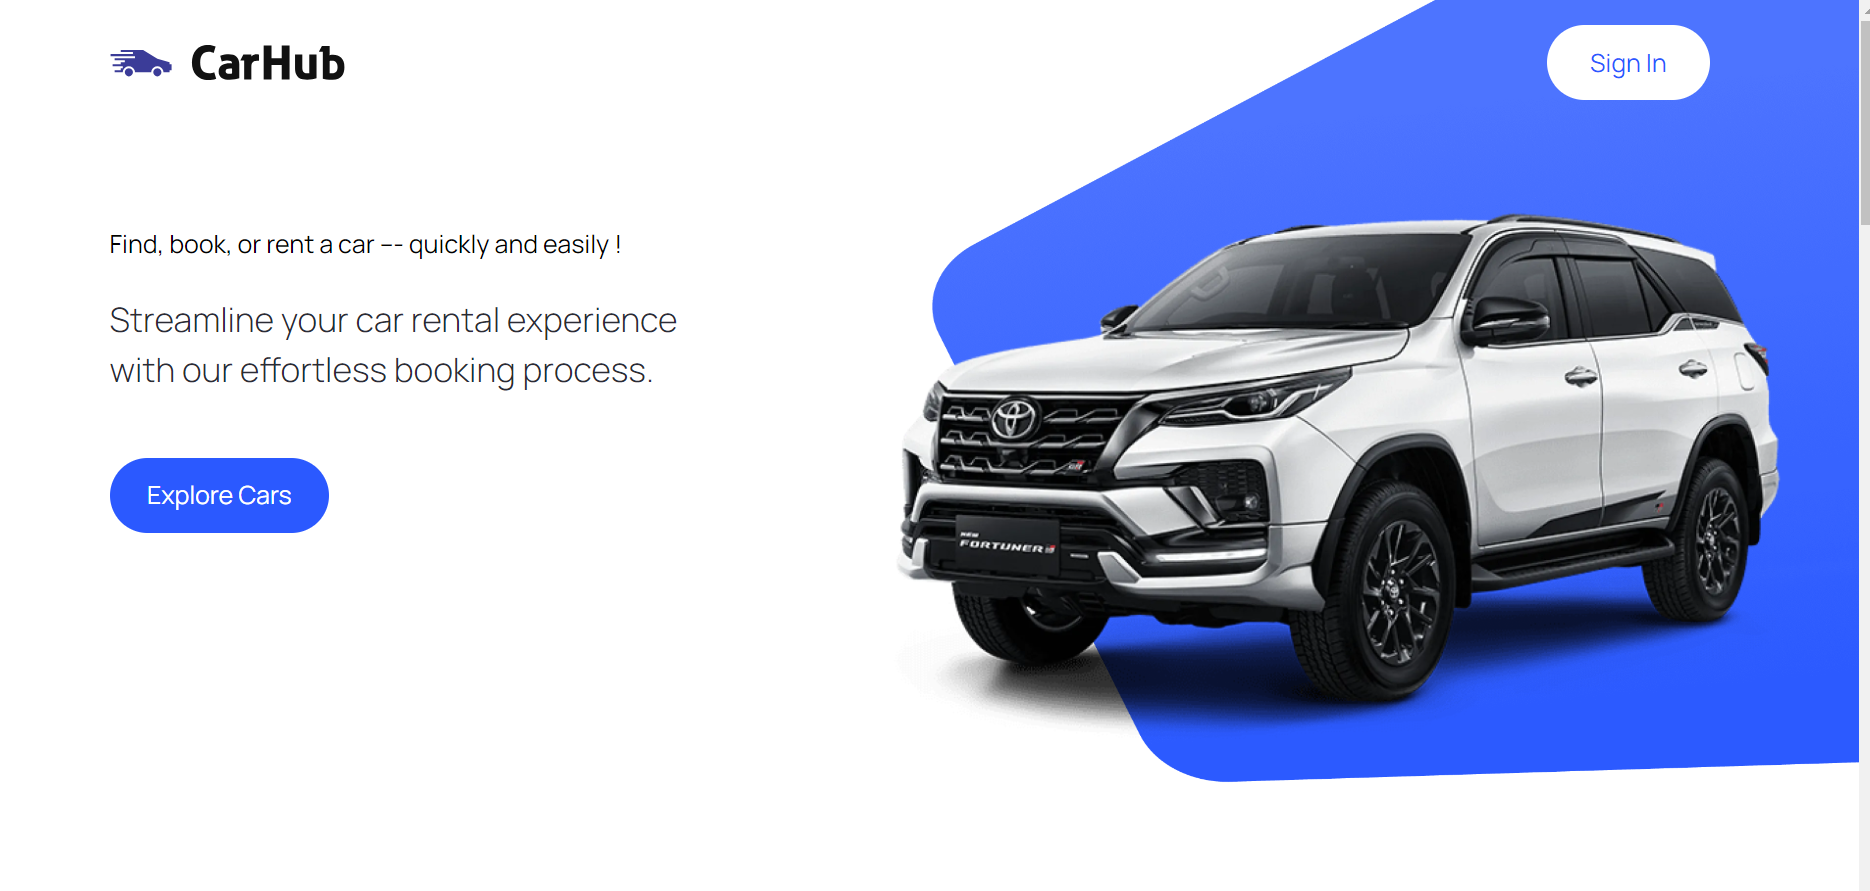 CarHub
Sign In
Find, book, or rent a car –- quickly and easily !
Streamline your car rental experience
with our effortless booking process.
Explore Cars
NEW
FORTUNER